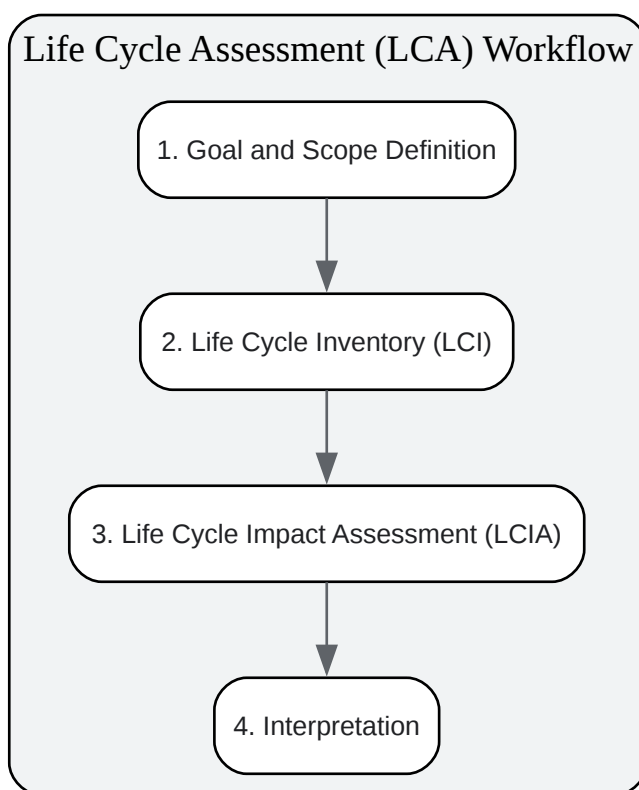 Life Cycle Assessment (LCA) Workflow
1. Goal and Scope Definition
2. Life Cycle Inventory (LCI)
3. Life Cycle Impact Assessment (LCIA)
4. Interpretation